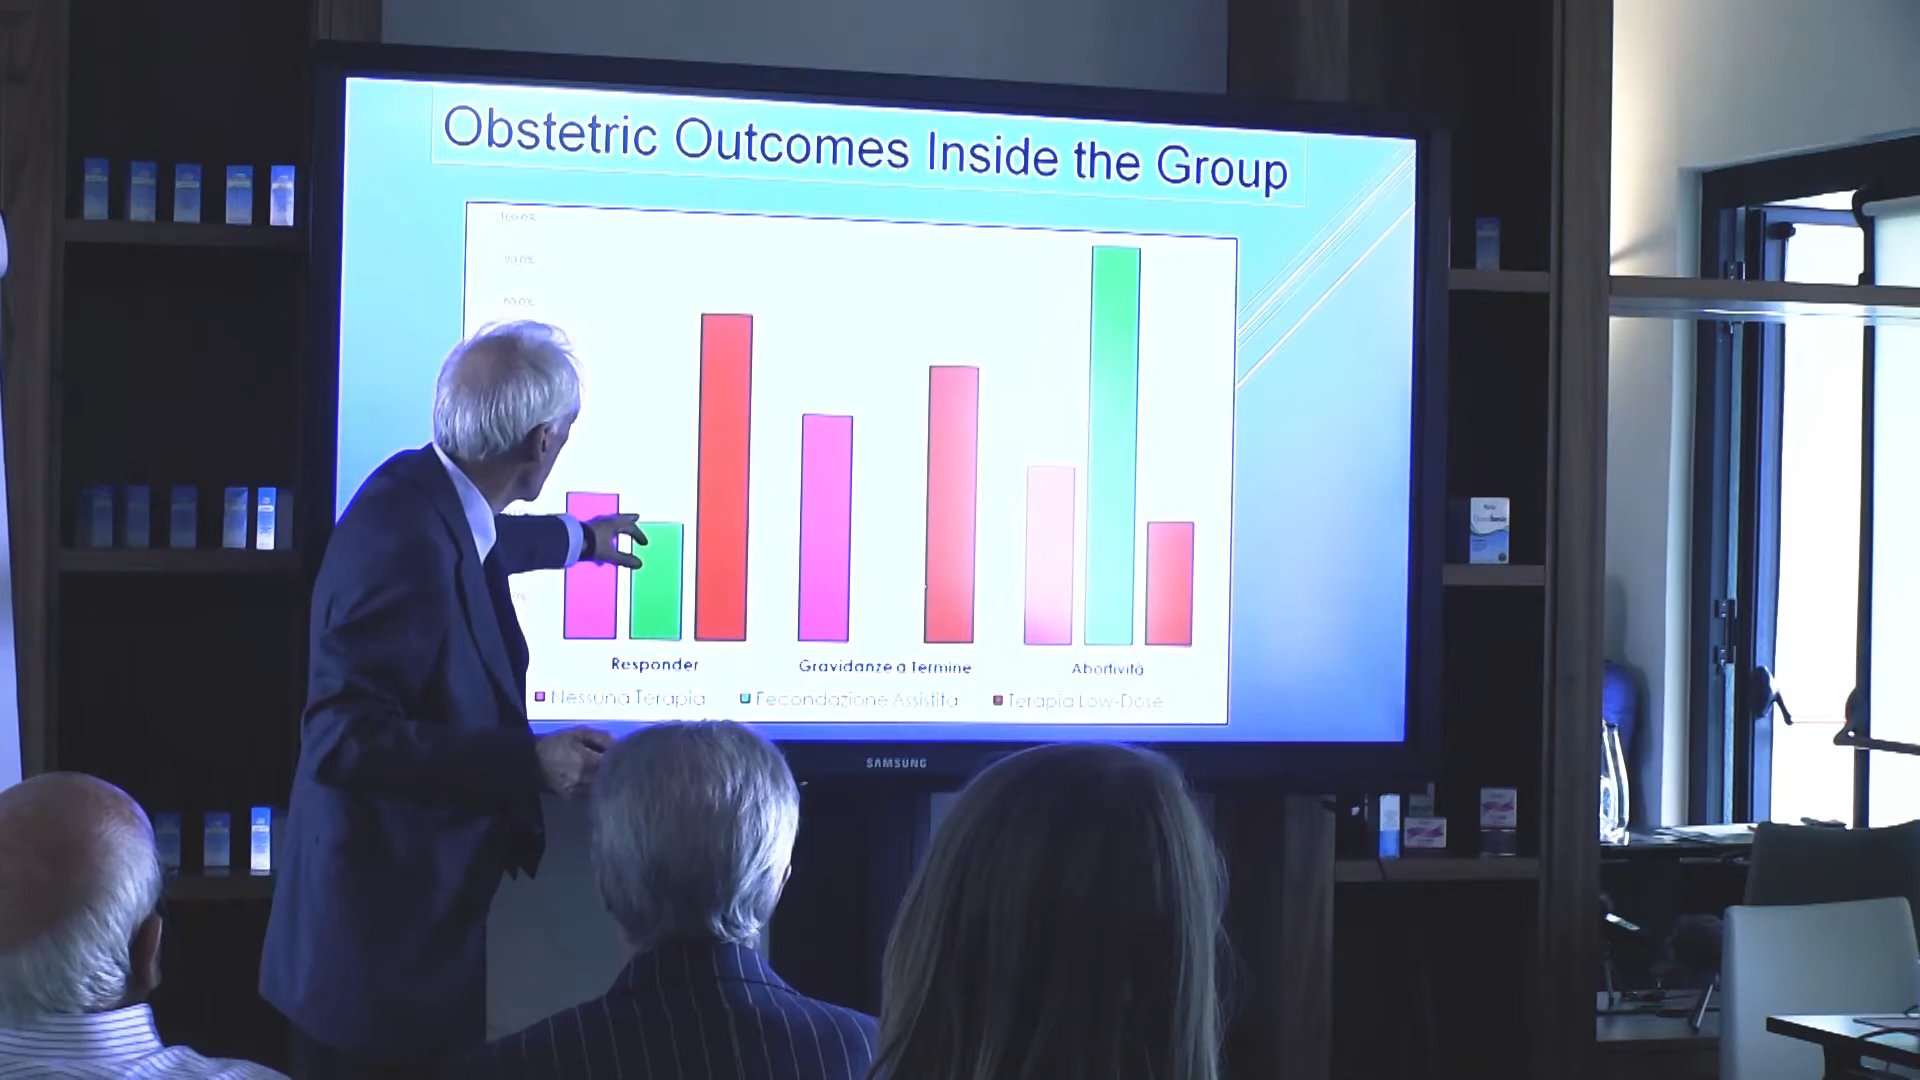 Obstetric Outcomes Inside the Group
100.0%
90.0%
80.0%
Responder
Gravidanze a Termine
Abortività
Nessuna Terapia
Fecondazione Assistita
Terapia Low-Dose
SAMSUNG